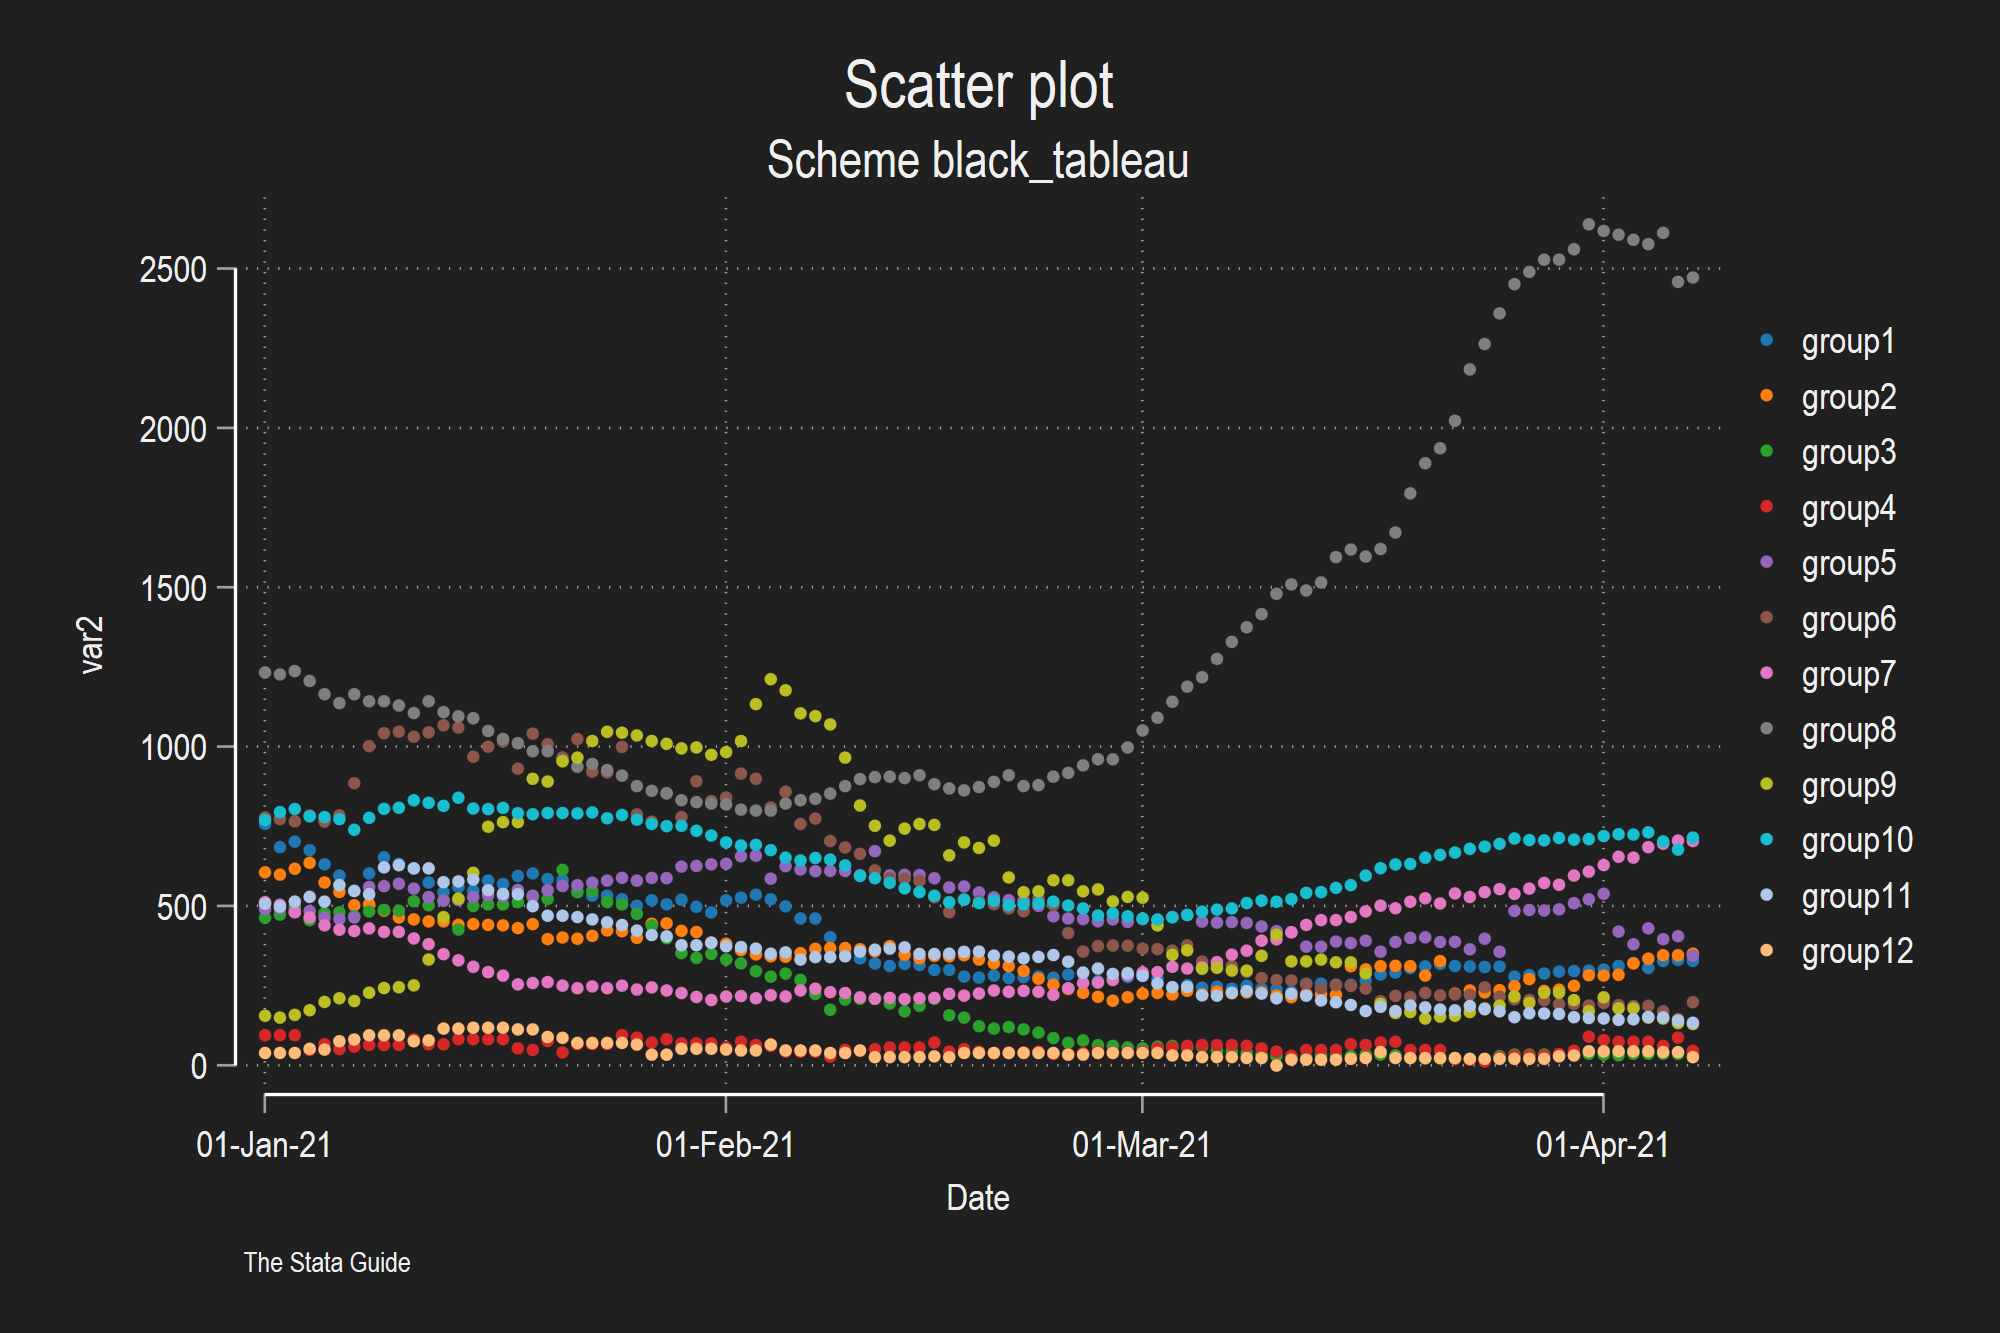 Scatter plot
Scheme black_tableau
2500
2000
1500
1000
500
0
var2
01-Jan-21
01-Feb-21
01-Mar-21
01-Apr-21
Date
group1
group2
group3
group4
group5
group6
group7
group8
group9
group10
group11
group12
The Stata Guide